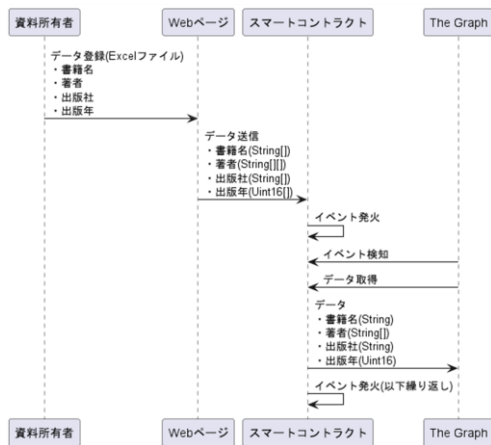 資料所有者
Webページ
スマートコントラクト
The Graph
データ登録(Excelファイル)
・書籍名
・著者
・出版社
・出版年
データ送信
・書籍名(String[])
・著者(String[][])
・出版社(String[])
・出版年(Uint16[])
イベント発火
イベント検知
データ取得
データ
・書籍名(String)
・著者(String[])
・出版社(String)
・出版年(Uint16)
イベント発火(以下繰り返し)
資料所有者
Webページ
スマートコントラクト
The Graph